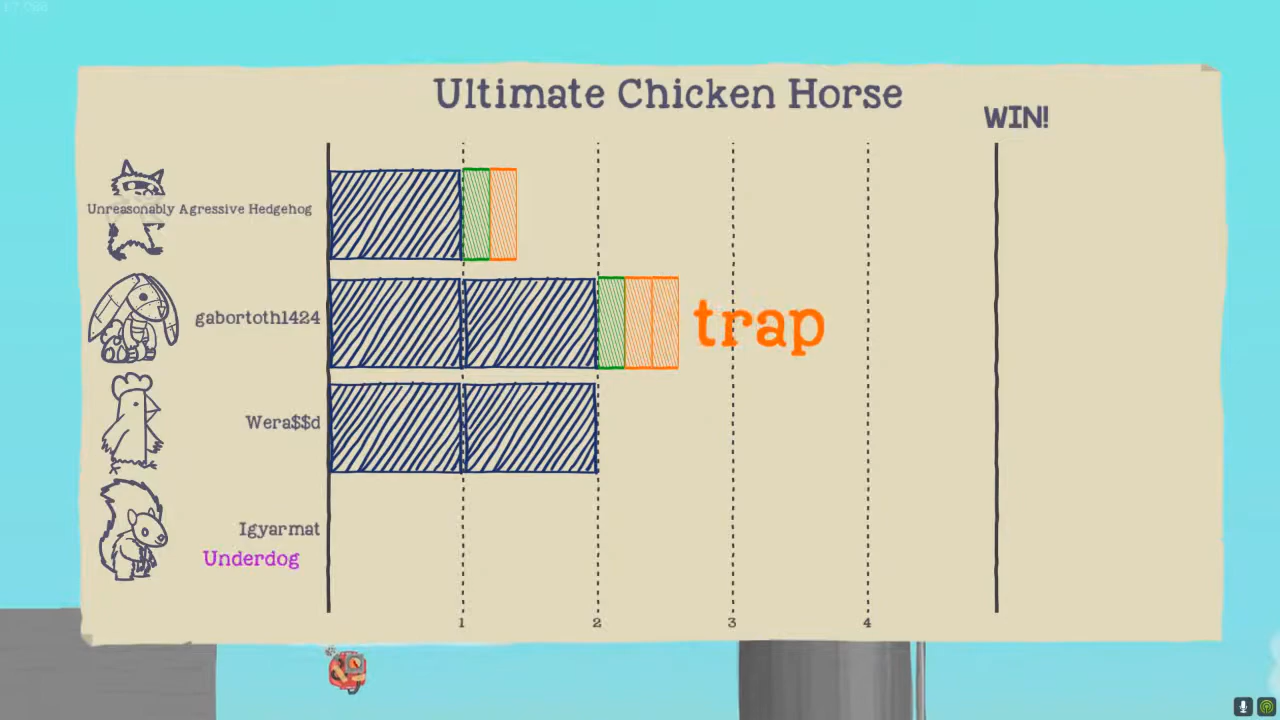 Ultimate Chicken Horse
WIN!
Unreasonably Agressive Hedgehog
gabortoth1424
trap
Wera$$d
Igyarmat
Underdog
1 2 3 4